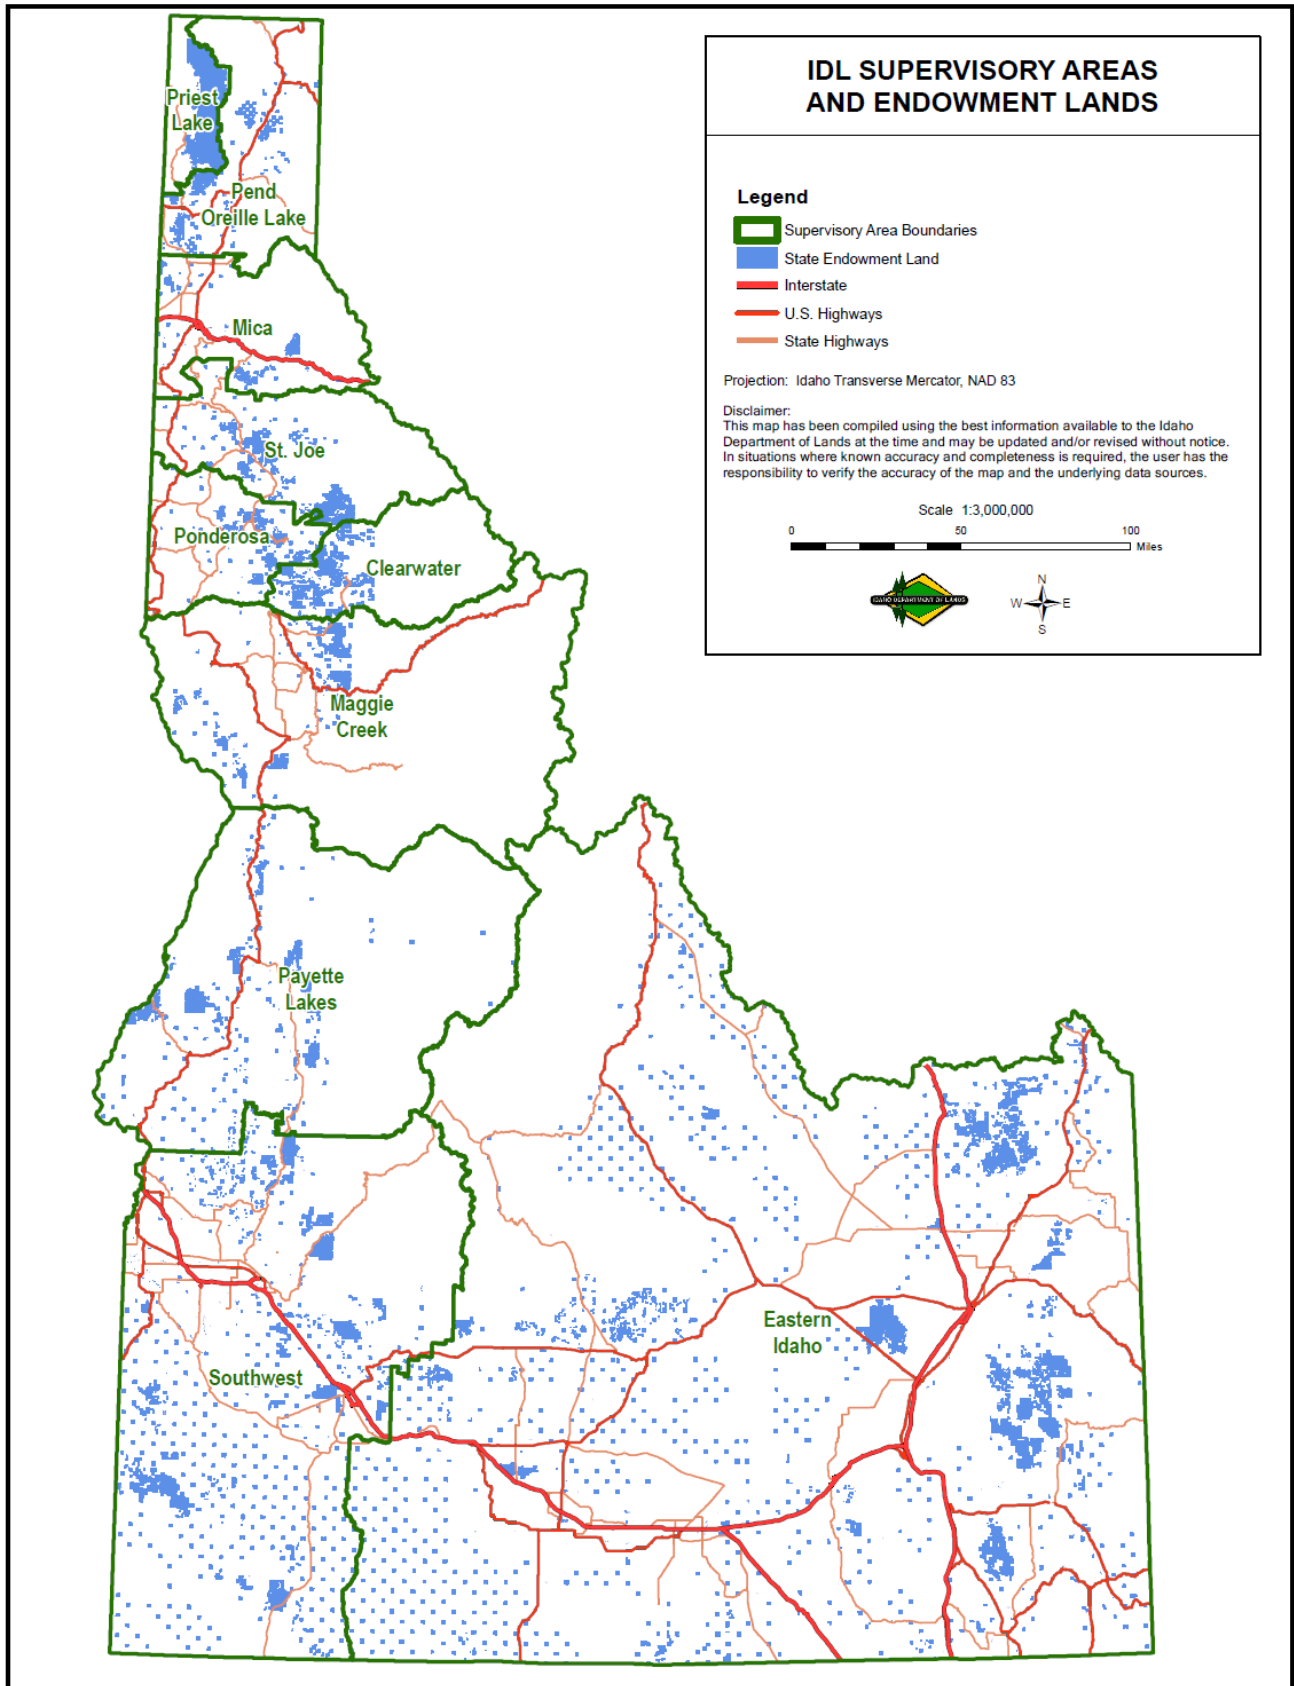 IDL SUPERVISORY AREAS
AND ENDOWMENT LANDS
Legend
Supervisory Area Boundaries
State Endowment Land
Interstate
U.S. Highways
State Highways
Projection: Idaho Transverse Mercator, NAD 83
Disclaimer:
This map has been compiled using the best information available to the Idaho
Department of Lands at the time and may be updated and/or revised without notice.
In situations where known accuracy and completeness is required, the user has the
responsibility to verify the accuracy of the map and the underlying data sources.
Scale 1:3,000,000
0 50 100
Miles
IDAHO DEPARTMENT OF LANDS
N
W E
S
Priest
Lake
Pend
Oreille Lake
Mica
St. Joe
Ponderosa
Clearwater
Maggie
Creek
Payette
Lakes
Eastern
Idaho
Southwest